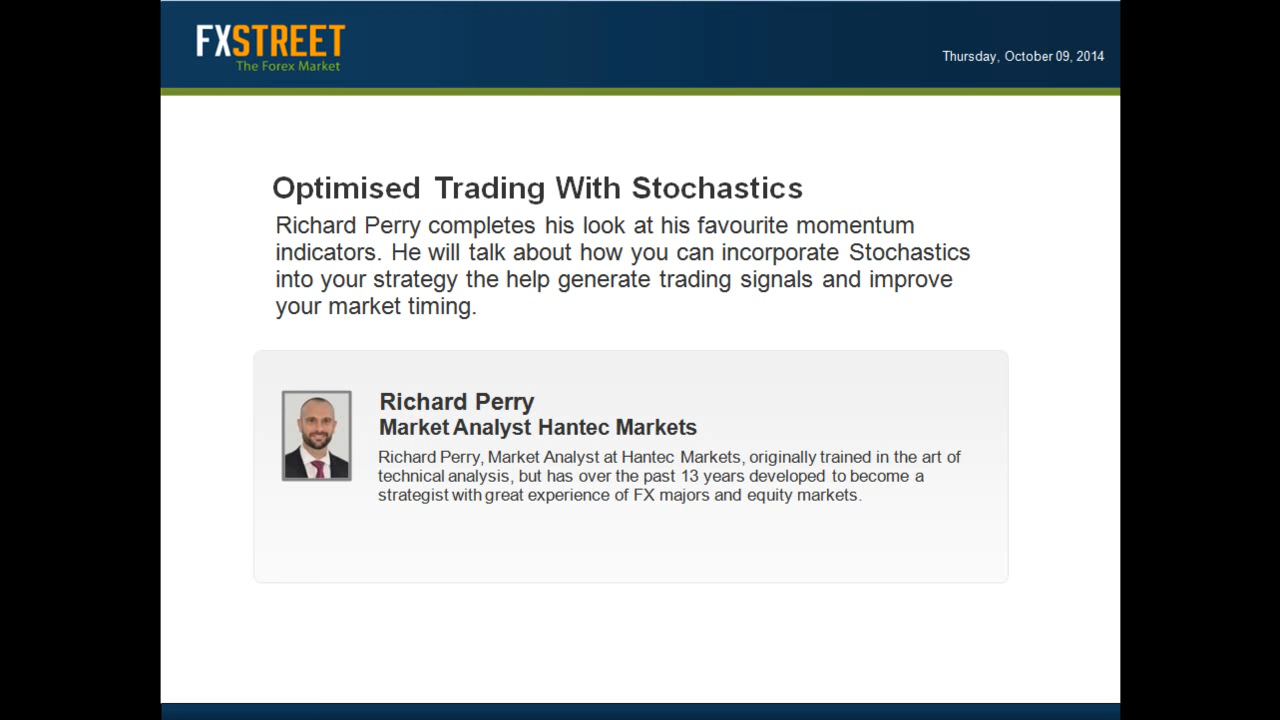 FXSTREET
The Forex Market
Thursday, October 09, 2014
Optimised Trading With Stochastics
Richard Perry completes his look at his favourite momentum
indicators. He will talk about how you can incorporate Stochastics
into your strategy the help generate trading signals and improve
your market timing.
Richard Perry
Market Analyst Hantec Markets
Richard Perry, Market Analyst at Hantec Markets, originally trained in the art of
technical analysis, but has over the past 13 years developed to become a
strategist with great experience of FX majors and equity markets.